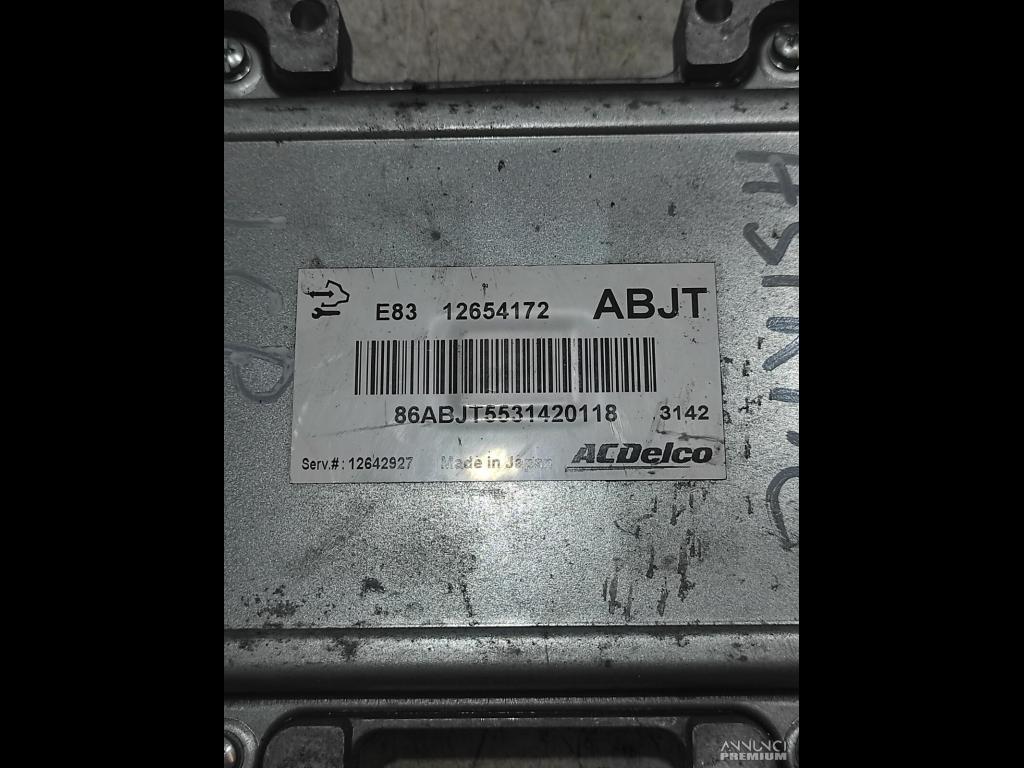 E83 12654172 ABJT
86ABJT5531420118 3142
Serv.#: 12642927 Made in Japan ACDelco
ANNUNCI
PREMIUM